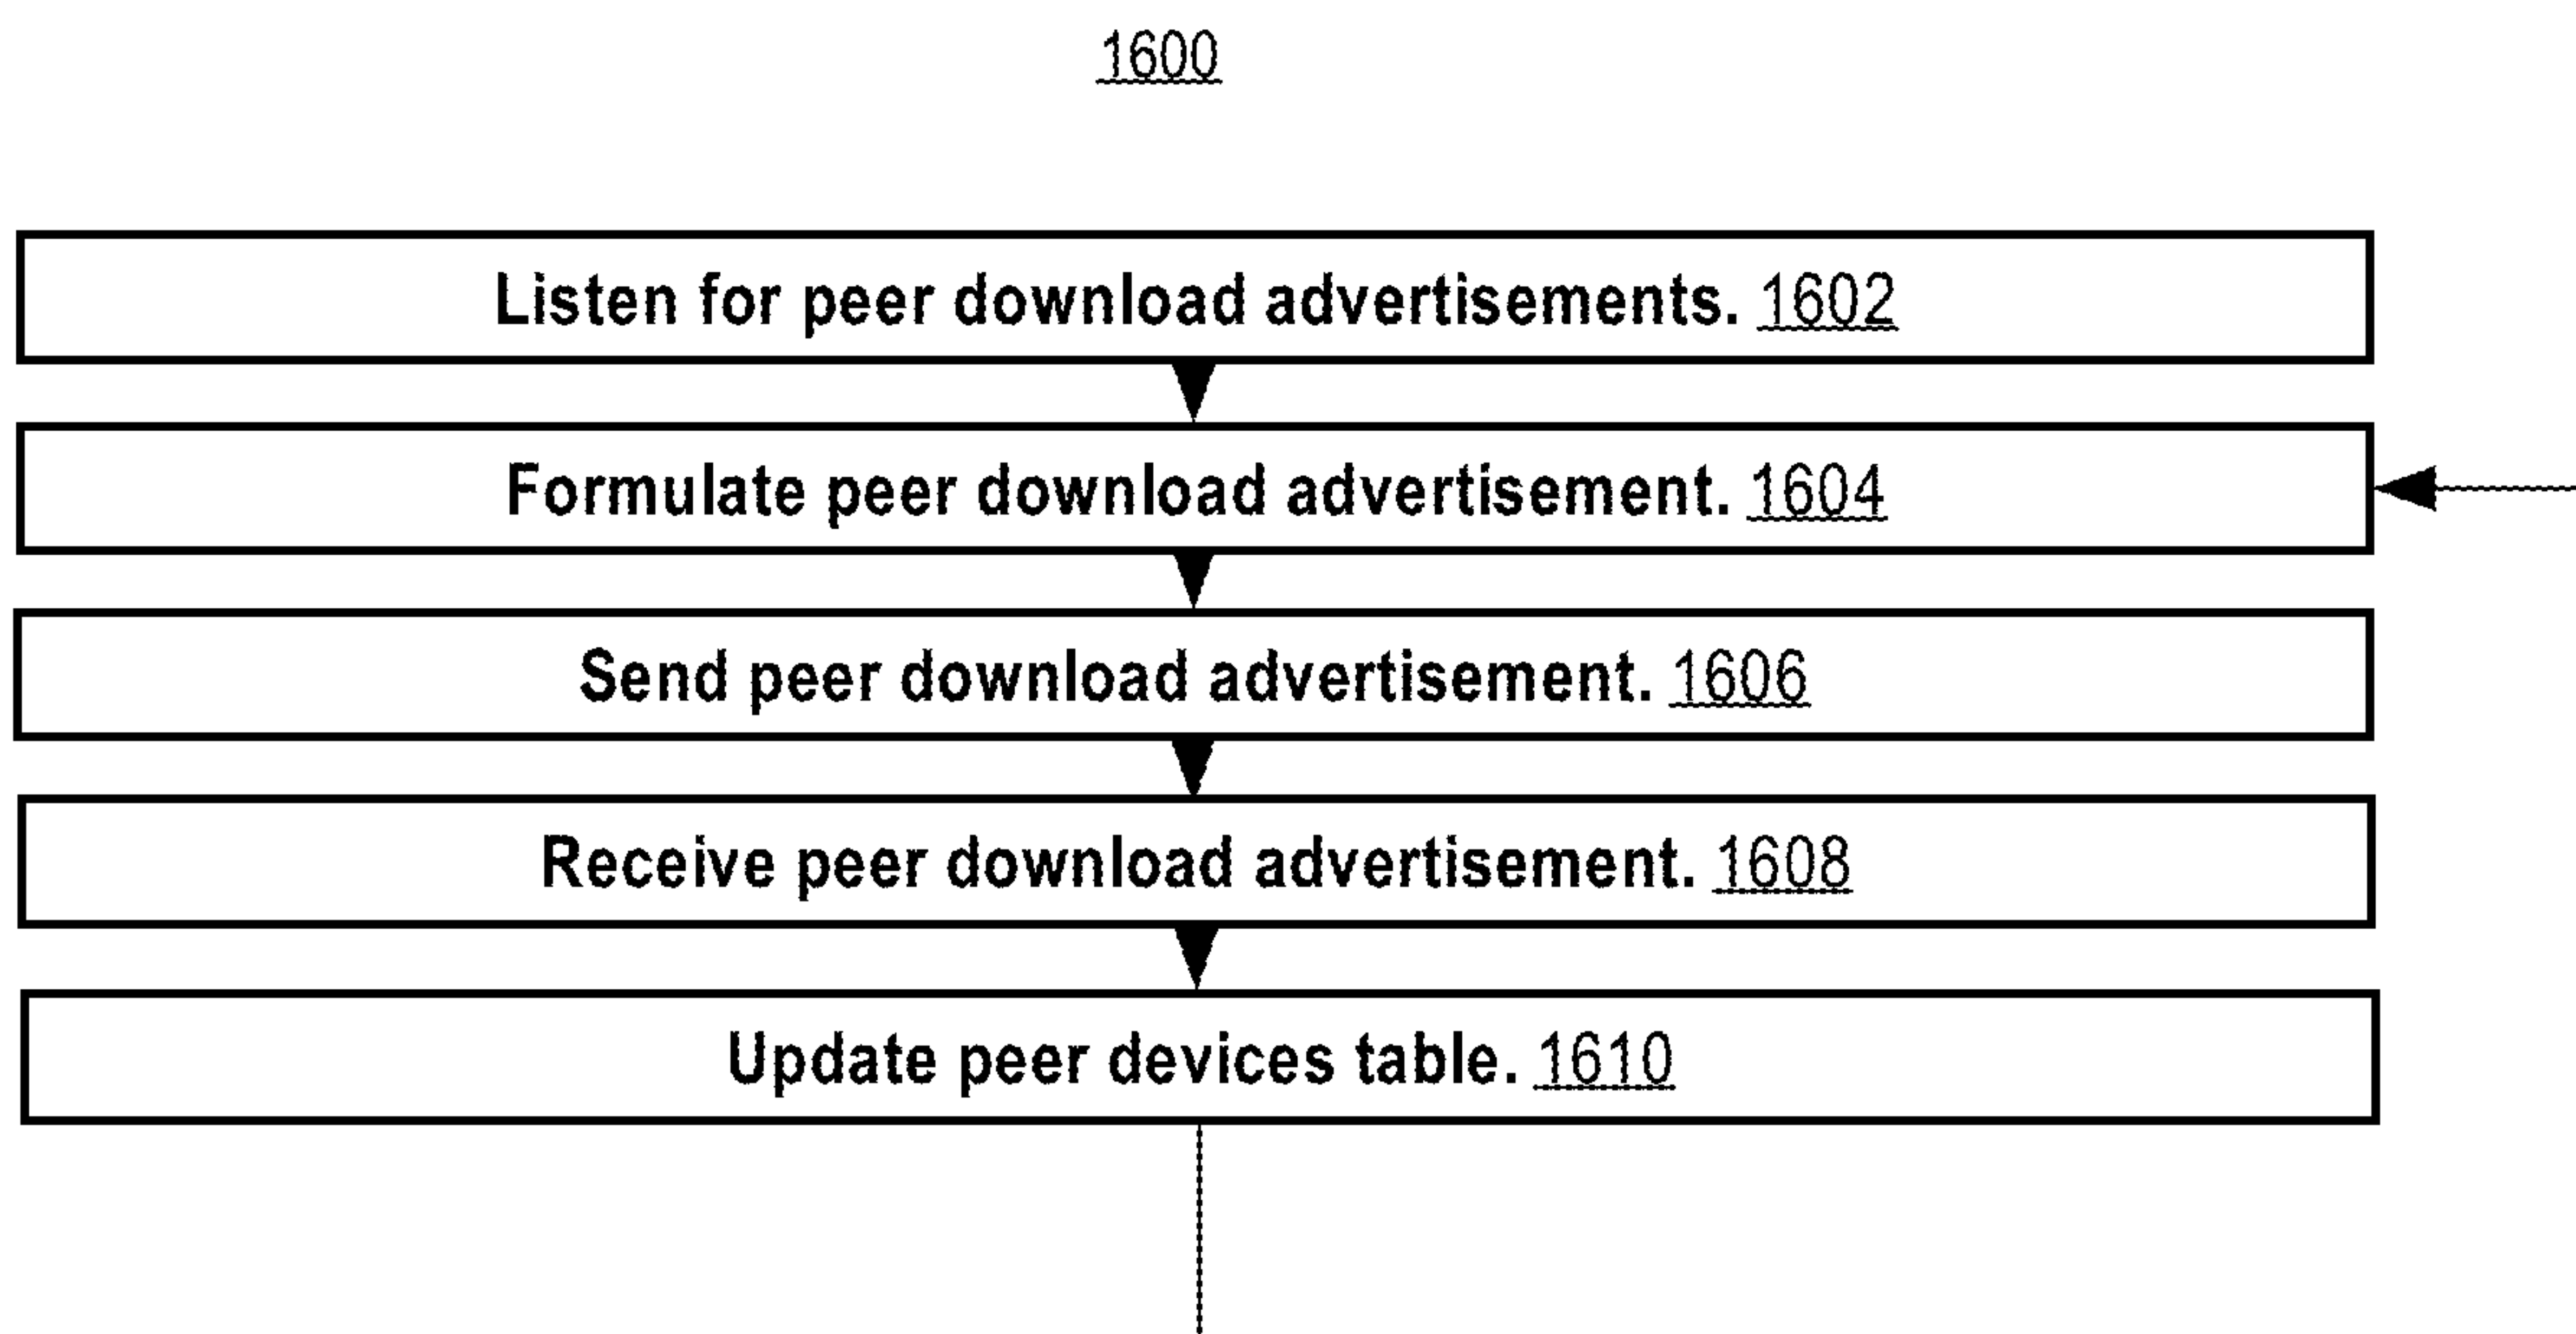 1600
Listen for peer download advertisements. 1602
Formulate peer download advertisement. 1604
Send peer download advertisement. 1606
Receive peer download advertisement. 1608
Update peer devices table. 1610